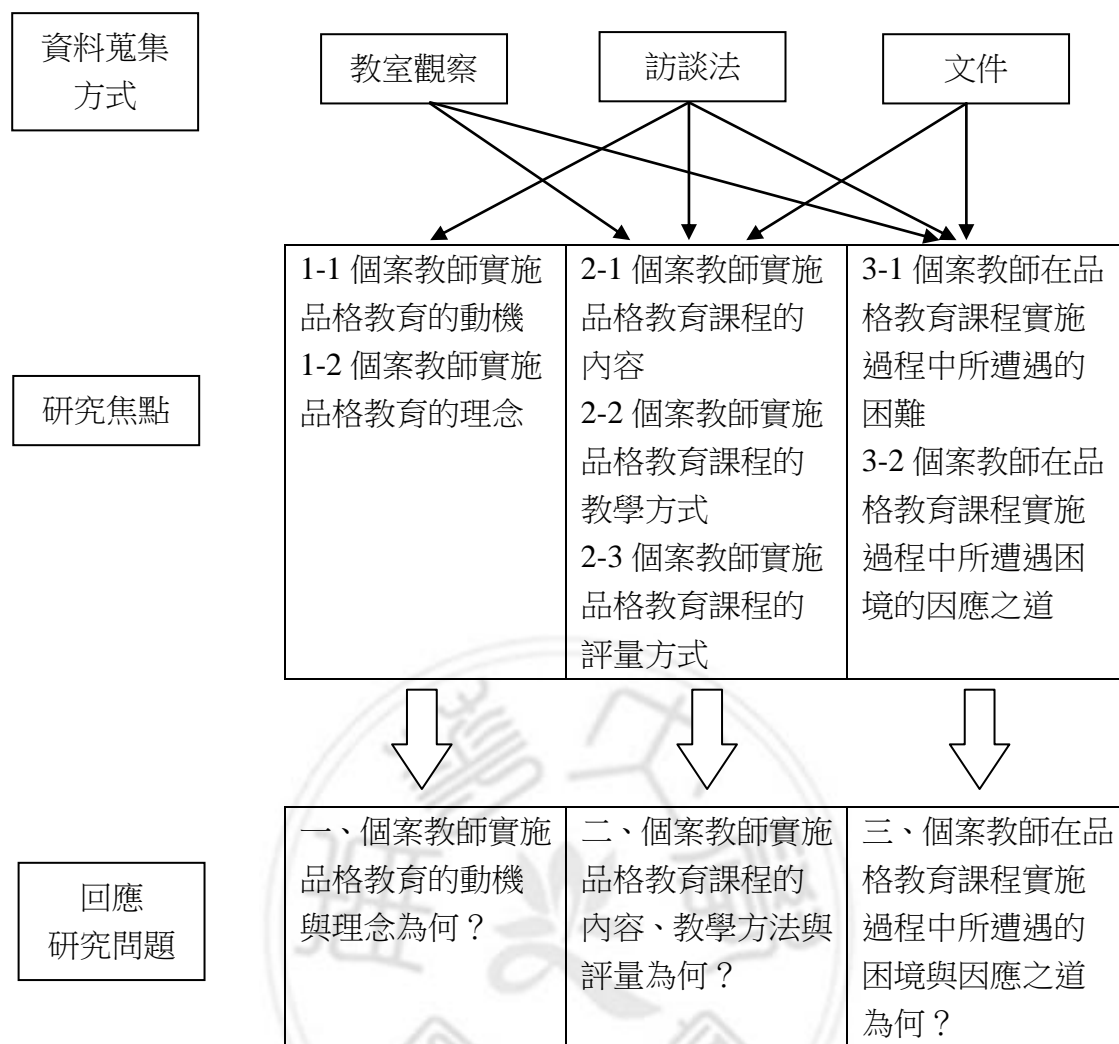 資料蒐集
方式
教室觀察
訪談法
文件
研究焦點
1-1 個案教師實施
品格教育的動機
1-2 個案教師實施
品格教育的理念
2-1 個案教師實施
品格教育課程的
內容
2-2 個案教師實施
品格教育課程的
教學方式
2-3 個案教師實施
品格教育課程的
評量方式
3-1 個案教師在品
格教育課程實施
過程中所遭遇的
困難
3-2 個案教師在品
格教育課程實施
過程中所遭遇困
境的因應之道
回應
研究問題
一、個案教師實施
品格教育的動機
與理念為何？
二、個案教師實施
品格教育課程的
內容、教學方法與
評量為何？
三、個案教師在品
格教育課程實施
過程中所遭遇的
困境與因應之道
為何？